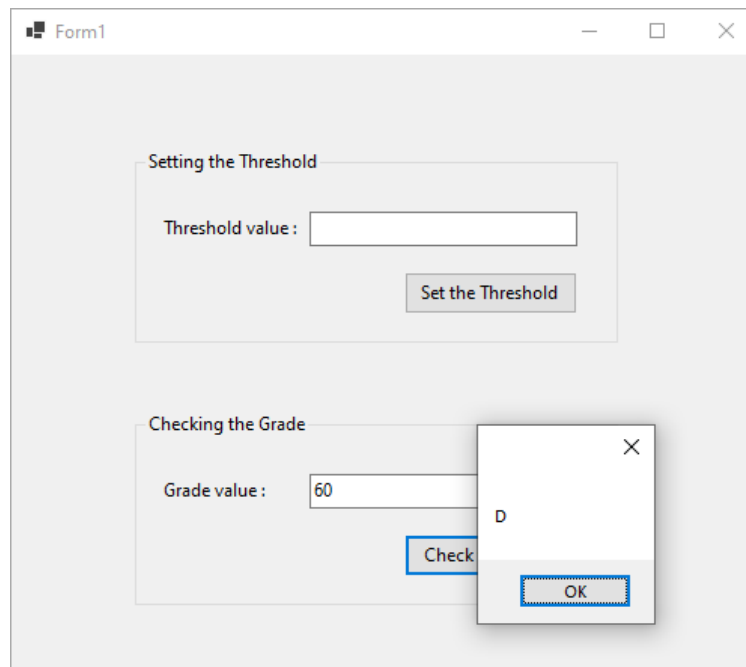 Form1
Setting the Threshold
Threshold value :
Set the Threshold
Checking the Grade
Grade value : 60
D
Check
OK